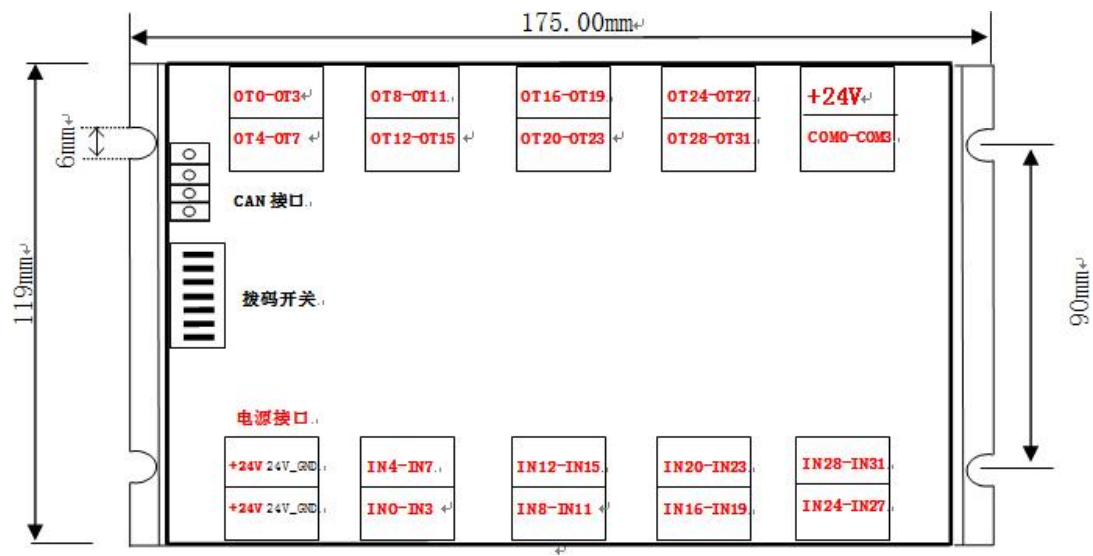 175.00mm
OT0-OT3
OT8-OT11
OT16-OT19
OT24-OT27
+24V
OT4-OT7
OT12-OT15
OT20-OT23
OT28-OT31
COM0-COM3
6mm
CAN 接口
119mm
拨码开关
90mm
电源接口
+24V 24V_GND
IN4-IN7
IN12-IN15
IN20-IN23
IN28-IN31
+24V 24V_GND
IN0-IN3
IN8-IN11
IN16-IN19
IN24-IN27